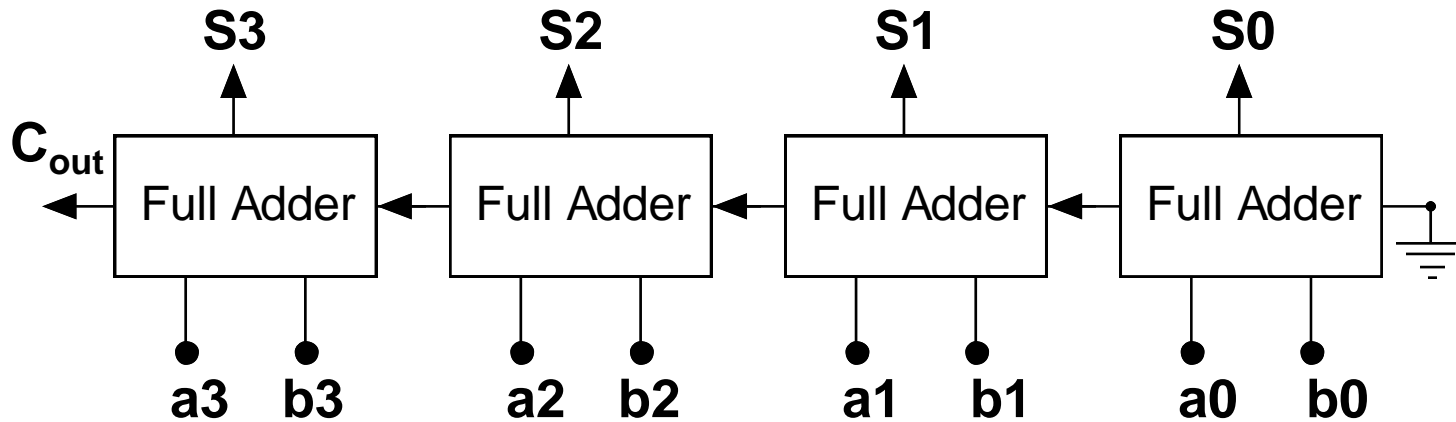 S3 S2 S1 S0
C_out
Full Adder Full Adder Full Adder Full Adder
a3 b3 a2 b2 a1 b1 a0 b0